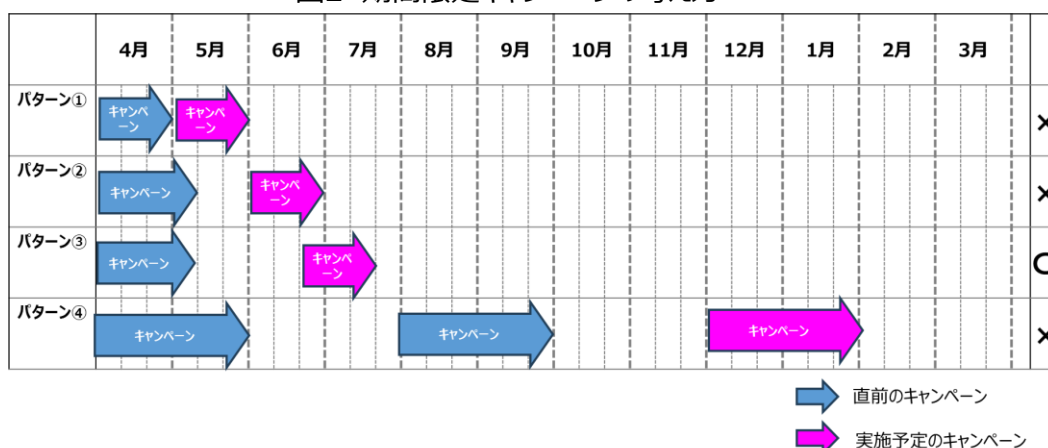 4月 5月 6月 7月 8月 9月 10月 11月 12月 1月 2月 3月
パターン①
キャンペ
ーン
キャンペ
ーン
×
パターン②
キャンペーン
キャンペ
ーン
×
パターン③
キャンペーン
キャンペ
ーン
○
パターン④
キャンペーン
キャンペーン
キャンペーン
×
直前のキャンペーン
実施予定のキャンペーン